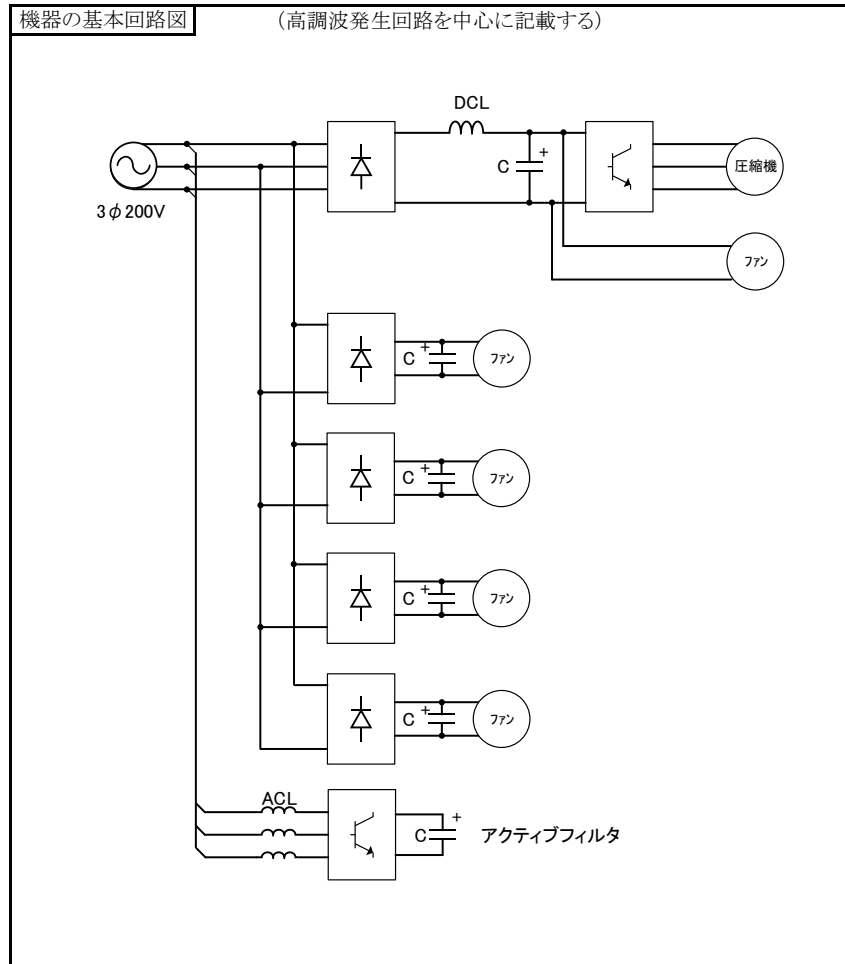 機器の基本回路図 (高調波発生回路を中心に記載する)
DCL
C +
圧縮機
3φ200V
ファン
C + ファン
C + ファン
C + ファン
C + ファン
ACL
C + アクティブフィルタ